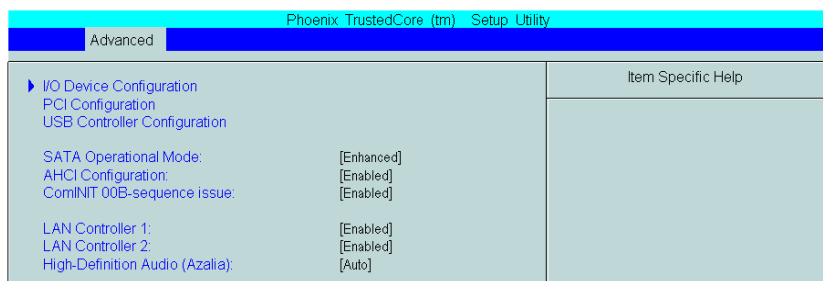 Phoenix TrustedCore (tm) Setup Utility
Advanced
Item Specific Help
I/O Device Configuration
PCI Configuration
USB Controller Configuration
SATA Operational Mode: [Enhanced]
AHCI Configuration: [Enabled]
ComINIT 00B-sequence issue: [Enabled]
LAN Controller 1: [Enabled]
LAN Controller 2: [Enabled]
High-Definition Audio (Azalia): [Auto]